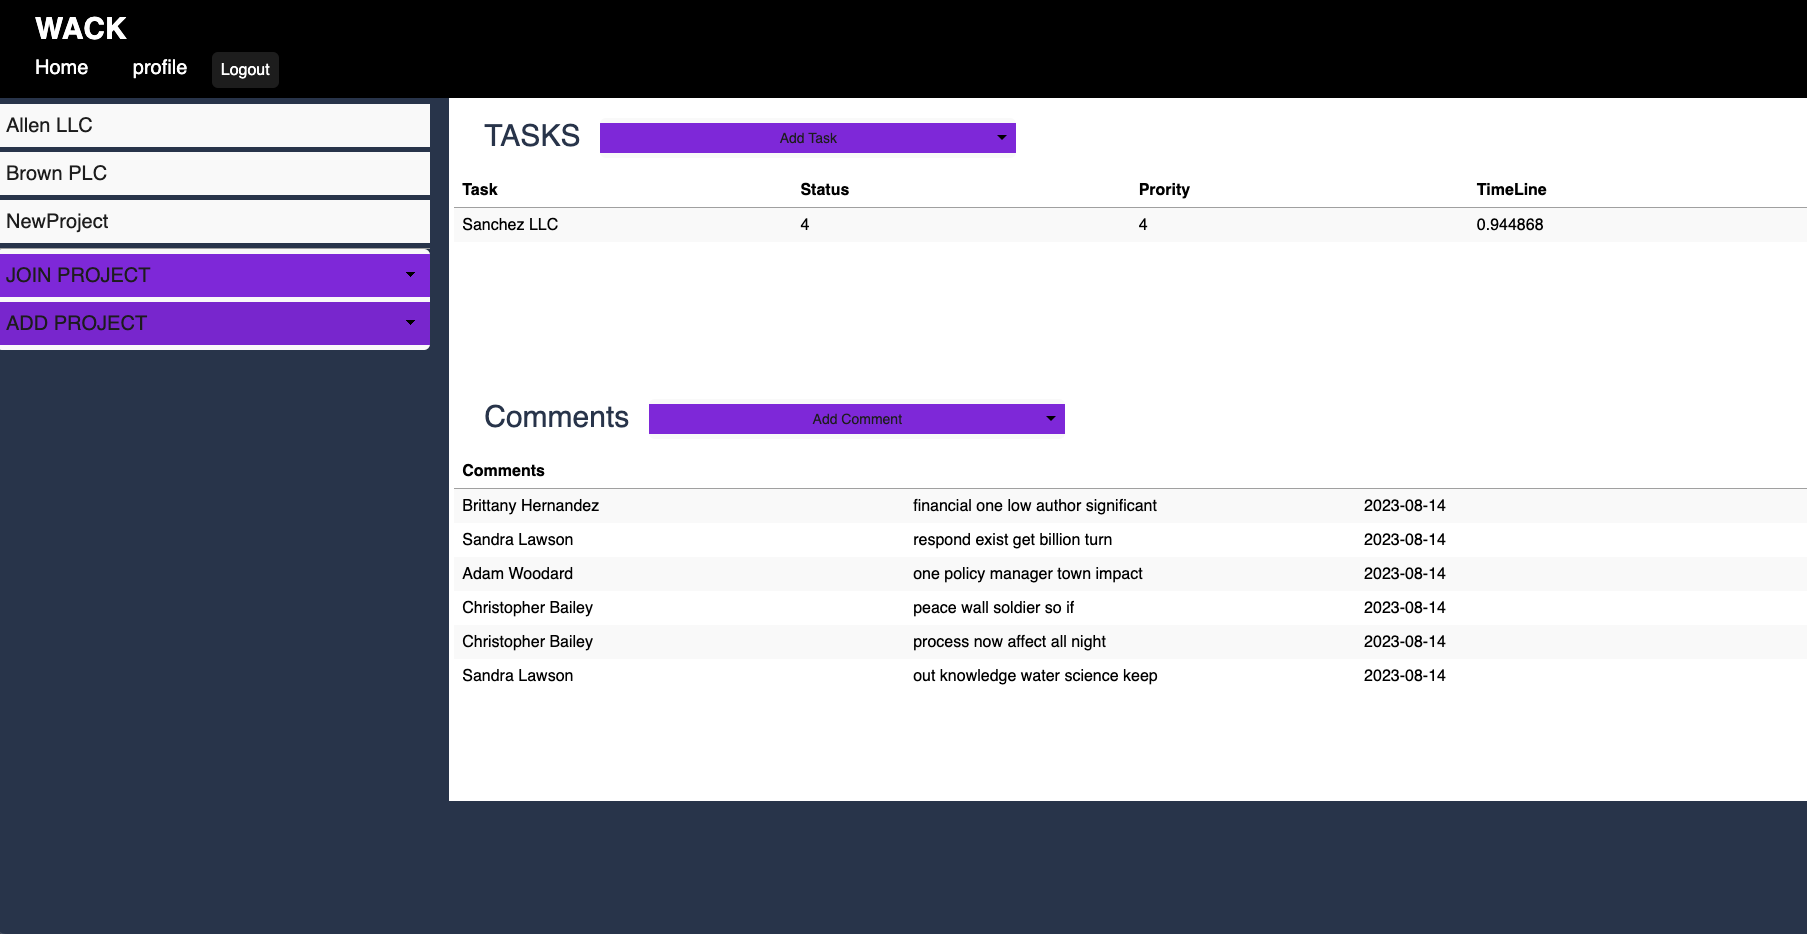 WACK
Home profile Logout
Allen LLC
Brown PLC
NewProject
JOIN PROJECT
ADD PROJECT
TASKS Add Task
Task Status Prority TimeLine
Sanchez LLC 4 4 0.944868
Comments Add Comment
Comments
Brittany Hernandez financial one low author significant 2023-08-14
Sandra Lawson respond exist get billion turn 2023-08-14
Adam Woodard one policy manager town impact 2023-08-14
Christopher Bailey peace wall soldier so if 2023-08-14
Christopher Bailey process now affect all night 2023-08-14
Sandra Lawson out knowledge water science keep 2023-08-14